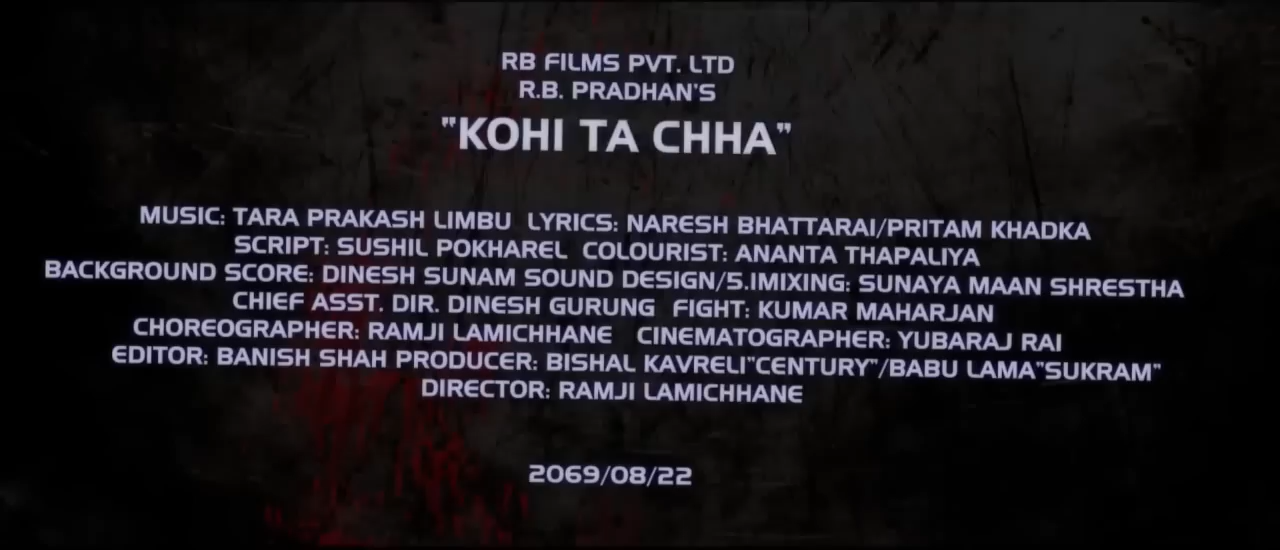 RB FILMS PVT. LTD
R.B. PRADHAN'S
"KOHI TA CHHA"
MUSIC: TARA PRAKASH LIMBU LYRICS: NARESH BHATTARAI/PRITAM KHADKA
SCRIPT: SUSHIL POKHAREL COLOURIST: ANANTA THAPALIYA
BACKGROUND SCORE: DINESH SUNAM SOUND DESIGN/5.1MIXING: SUNAYA MAAN SHRESTHA
CHIEF ASST. DIR. DINESH GURUNG FIGHT: KUMAR MAHARJAN
CHOREOGRAPHER: RAMJI LAMICHHANE CINEMATOGRAPHER: YUBARAJ RAI
EDITOR: BANISH SHAH PRODUCER: BISHAL KAVRELI"CENTURY"/BABU LAMA"SUKRAM"
DIRECTOR: RAMJI LAMICHHANE
2069/08/22